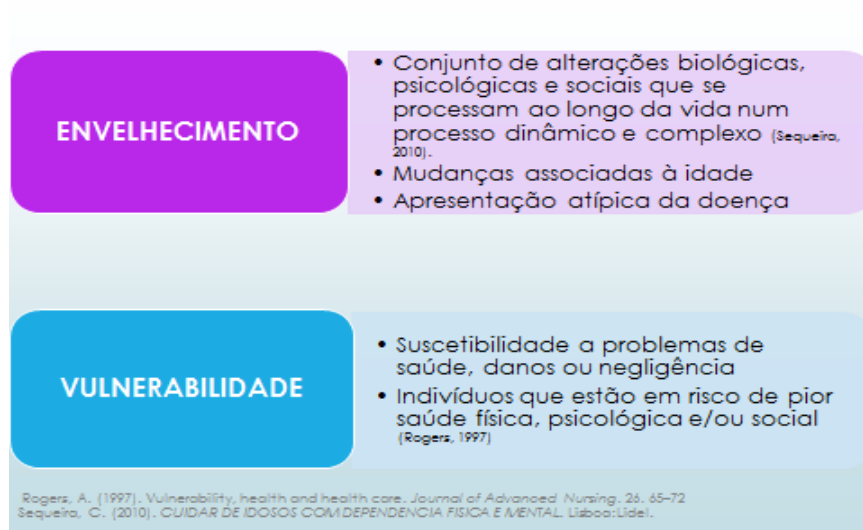 ENVELHECIMENTO
• Conjunto de alterações biológicas,
psicológicas e sociais que se
processam ao longo da vida num
processo dinâmico e complexo (Sequeira,
2010).
• Mudanças associadas à idade
• Apresentação atípica da doença
VULNERABILIDADE
• Suscetibilidade a problemas de
saúde, danos ou negligência
• Indivíduos que estão em risco de pior
saúde física, psicológica e/ou social
(Rogers, 1997)
Rogers, A. (1997). Vulnerability, health and health care. Journal of Advanced Nursing. 26. 65–72
Sequeira, C. (2010). CUIDAR DE IDOSOS COM DEPENDENCIA FISICA E MENTAL. Lisboa:Lidel.